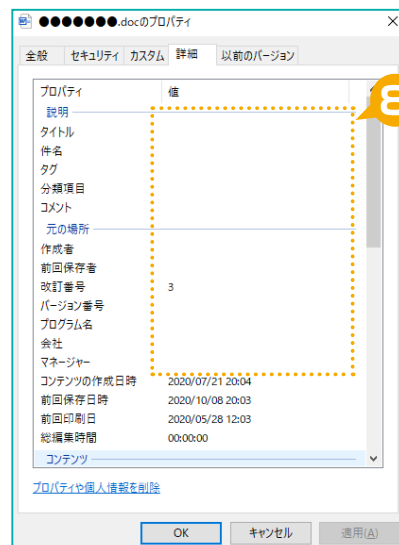 ●●●●●●●.docのプロパティ
全般 セキュリティ カスタム 詳細 以前のバージョン
プロパティ 値
説明
タイトル
件名
タグ
分類項目
コメント
元の場所
作成者
前回保存者
改訂番号 3
バージョン番号
プログラム名
会社
マネージャー
コンテンツの作成日時 2020/07/21 20:04
前回保存日時 2020/10/08 20:03
前回印刷日 2020/05/28 12:03
総編集時間 00:00:00
コンテンツ
プロパティや個人情報を削除
OK キャンセル 適用(A)